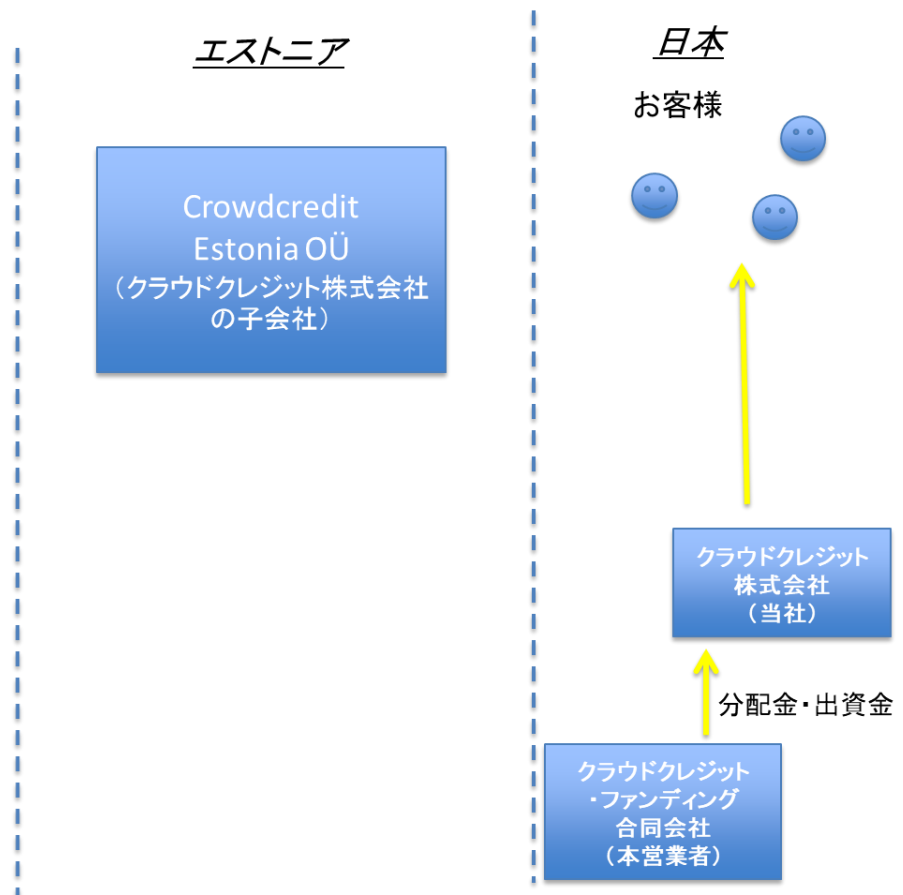 エストニア
日本
お客様
Crowdcredit
Estonia OÜ
（クラウドクレジット株式会社
の子会社）
クラウドクレジット
株式会社
（当社）
分配金・出資金
クラウドクレジット
・ファンディング
合同会社
（本営業者）